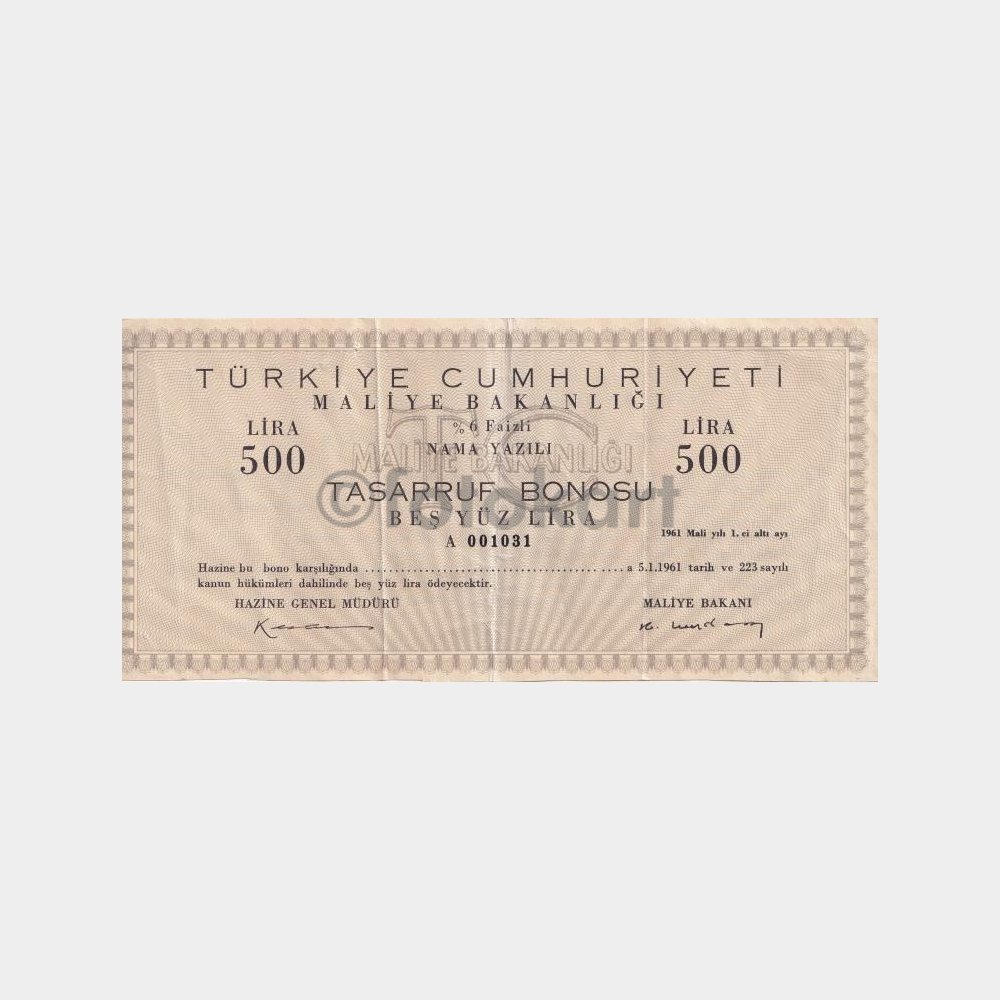 TÜRKİYE CUMHURİYETİ
MALİYE BAKANLIĞI
LİRA
500
% 6 Faizli
NAMA YAZILI
LİRA
500
TC
MALİYE BAKANLIĞI
© fotokart
TASARRUF BONOSU
BEŞ YÜZ LİRA
A 001031
1961 Mali yılı 1. ci altı ayı
Hazine bu bono karşılığında ........................................ a 5.1.1961 tarih ve 223 sayılı
kanun hükümleri dahilinde beş yüz lira ödeyecektir.
HAZİNE GENEL MÜDÜRÜ
MALİYE BAKANI